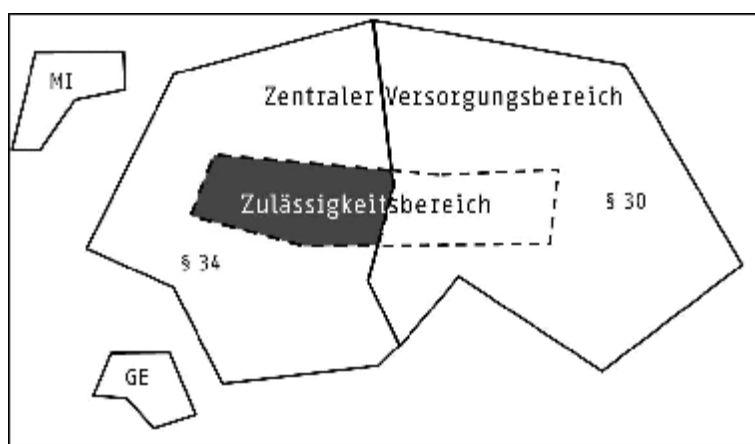 MI
Zentraler Versorgungsbereich
Zulässigkeitsbereich
§ 30
§ 34
GE